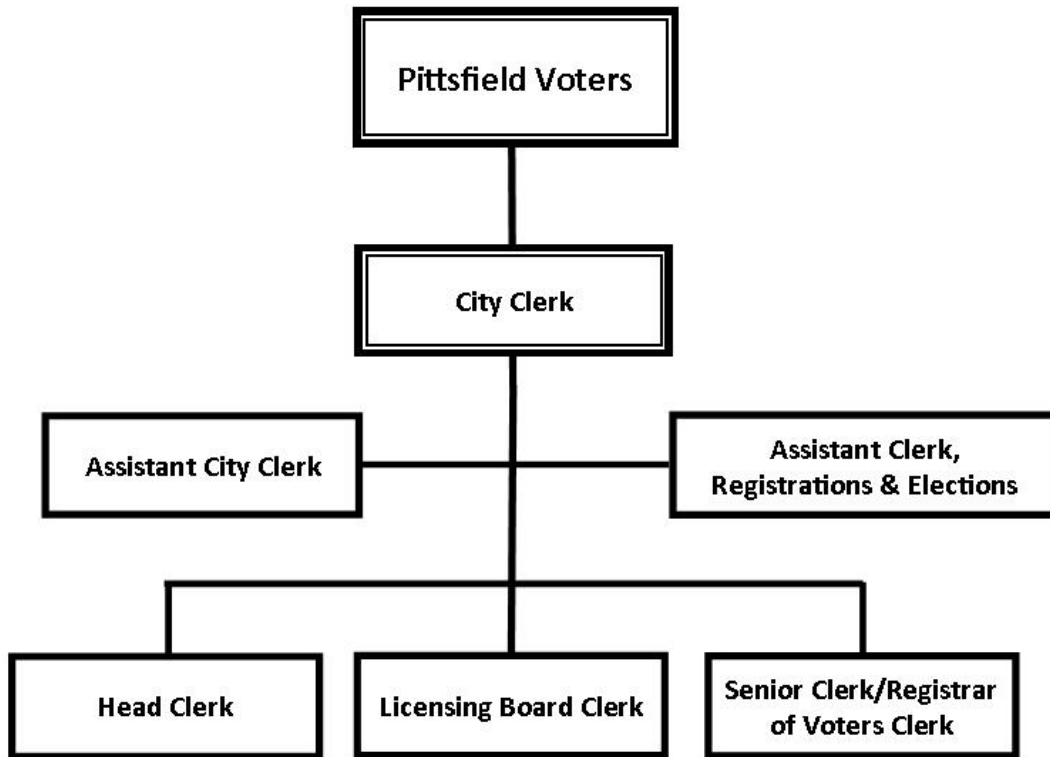 Pittsfield Voters
City Clerk
Assistant City Clerk
Assistant Clerk,
Registrations & Elections
Head Clerk
Licensing Board Clerk
Senior Clerk/Registrar
of Voters Clerk